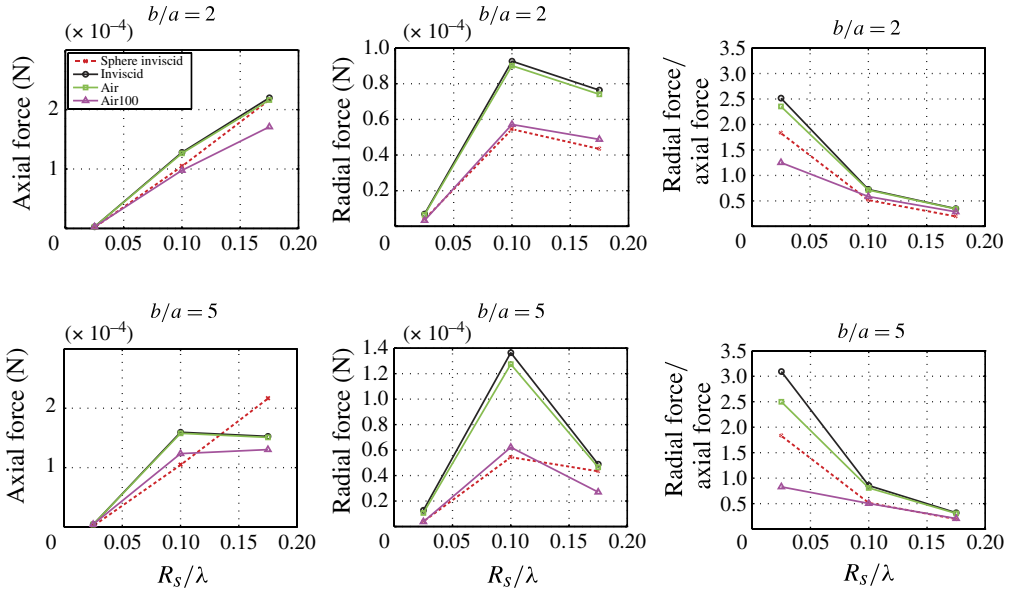 b/a = 2
(× 10⁻⁴)
Axial force (N)
2
1
0 0.05 0.10 0.15 0.20
Sphere inviscid
Inviscid
Air
Air100
b/a = 2
(× 10⁻⁴)
Radial force (N)
1.0
0.8
0.6
0.4
0.2
0 0.05 0.10 0.15 0.20
b/a = 2
Radial force/
axial force
3.5
3.0
2.5
2.0
1.5
1.0
0.5
0 0.05 0.10 0.15 0.20
b/a = 5
(× 10⁻⁴)
Axial force (N)
2
1
0 0.05 0.10 0.15 0.20
R_s/λ
b/a = 5
(× 10⁻⁴)
Radial force (N)
1.4
1.2
1.0
0.8
0.6
0.4
0.2
0 0.05 0.10 0.15 0.20
R_s/λ
b/a = 5
Radial force/
axial force
3.5
3.0
2.5
2.0
1.5
1.0
0.5
0 0.05 0.10 0.15 0.20
R_s/λ